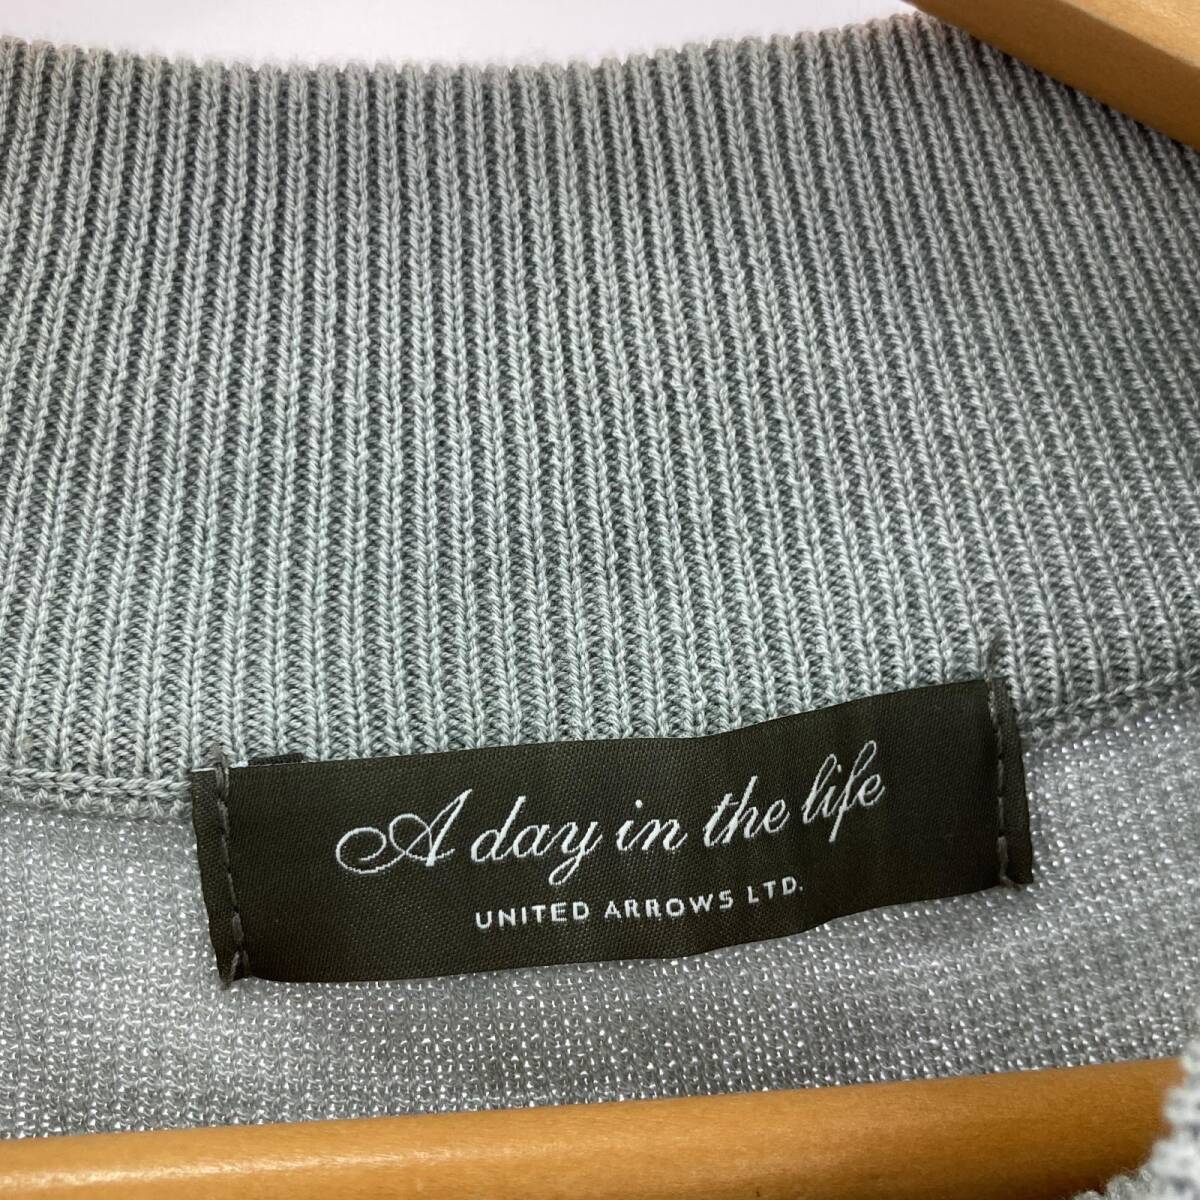 A day in the life
UNITED ARROWS LTD.